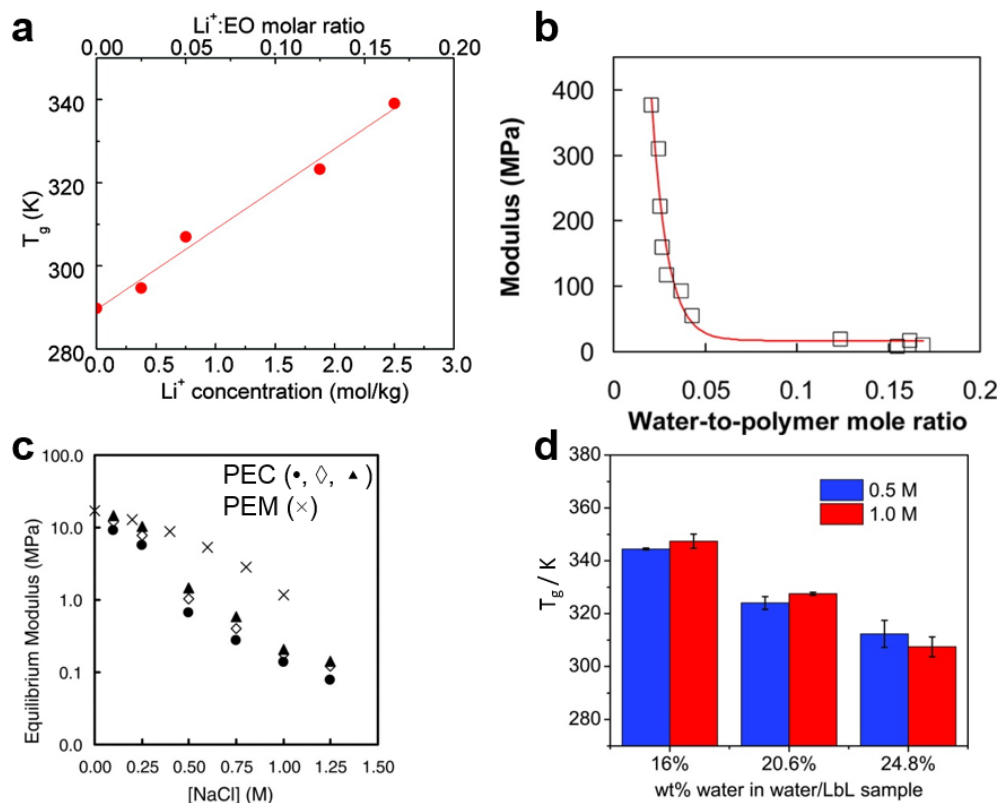 a
Li⁺:EO molar ratio
0.00 0.05 0.10 0.15 0.20
340
320
300
280
T_g (K)
0.0 0.5 1.0 1.5 2.0 2.5 3.0
Li⁺ concentration (mol/kg)
b
400
300
200
100
0
Modulus (MPa)
0 0.05 0.1 0.15 0.2
Water-to-polymer mole ratio
c
PEC (•, ◊, ▲)
PEM (×)
100.0
10.0
1.0
0.1
0.0
Equilibrium Modulus (MPa)
0.00 0.25 0.50 0.75 1.00 1.25 1.50
[NaCl] (M)
d
0.5 M
1.0 M
380
360
340
320
300
280
T_g / K
16% 20.6% 24.8%
wt% water in water/LbL sample